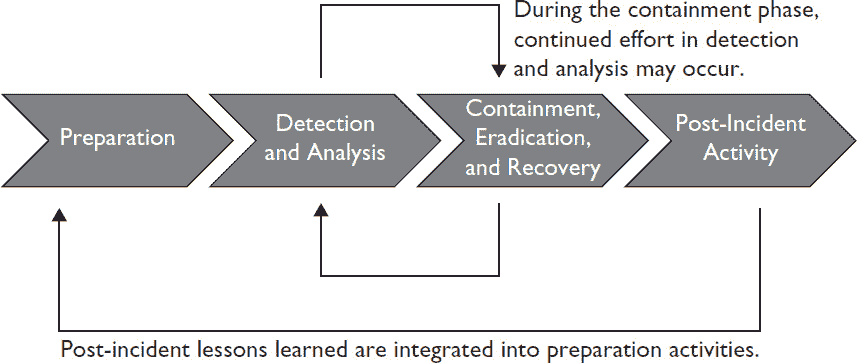 During the containment phase,
continued effort in detection
and analysis may occur.
Preparation
Detection
and Analysis
Containment,
Eradication,
and Recovery
Post-Incident
Activity
Post-incident lessons learned are integrated into preparation activities.